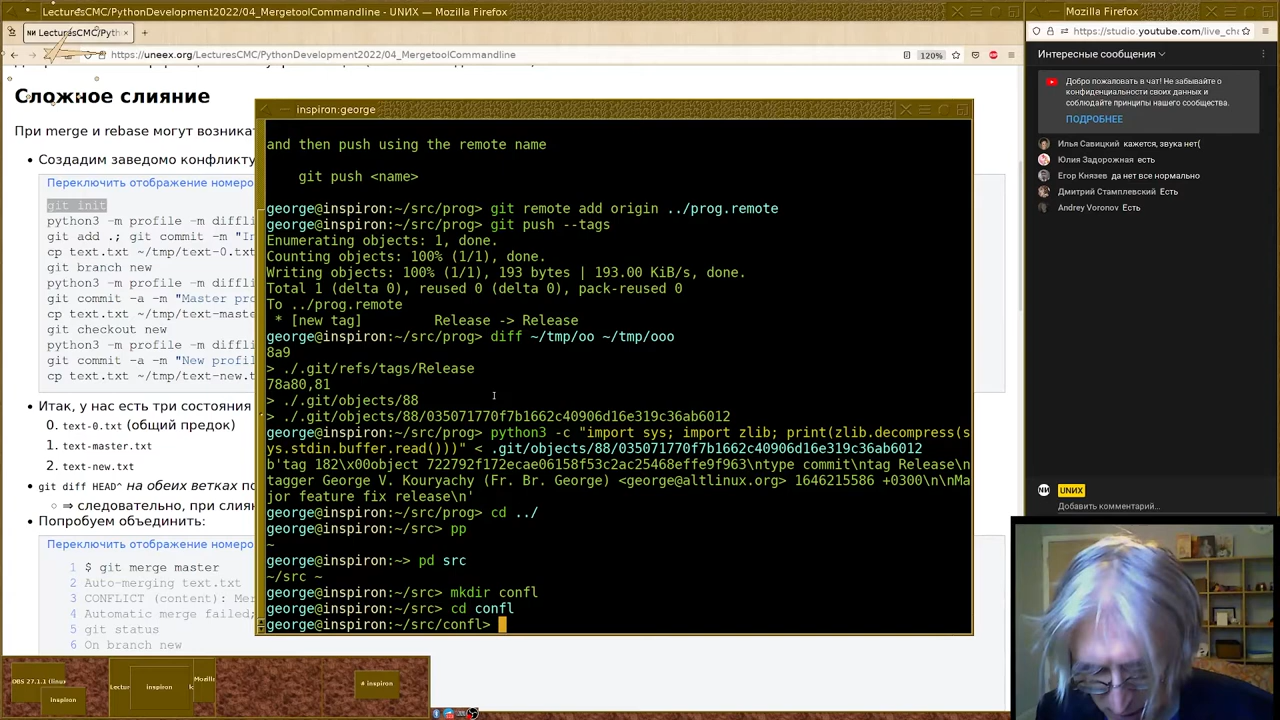 LecturesCMC/PythonDevelopment2022/04_MergetoolCommandline - UNИX — Mozilla Firefox
LecturesCMC/Pyth
https://uneex.org/LecturesCMC/PythonDevelopment2022/04_MergetoolCommandline
120%
Сложное слияние
При merge и rebase могут возникат
Создадим заведомо конфликту
Переключить отображение номеро
git init
python3 -m profile -m diffli
git add .; git commit -m "In
cp text.txt ~/tmp/text-0.txt
git branch new
python3 -m profile -m diffli
git commit -a -m "Master pro
cp text.txt ~/tmp/text-maste
git checkout new
python3 -m profile -m diffli
git commit -a -m "New profil
cp text.txt ~/tmp/text-new.t
Итак, у нас есть три состояния
0. text-0.txt (общий предок)
1. text-master.txt
2. text-new.txt
git diff HEAD^ на обеих ветках по
⇒ следовательно, при слиян
Попробуем объединить:
Переключить отображение номеро
1 $ git merge master
2 Auto-merging text.txt
3 CONFLICT (content): Mer
4 Automatic merge failed;
5 git status
6 On branch new
inspiran:george
and then push using the remote name
git push <name>
george@inspiron:~/src/prog> git remote add origin ../prog.remote
george@inspiron:~/src/prog> git push --tags
Enumerating objects: 1, done.
Counting objects: 100% (1/1), done.
Writing objects: 100% (1/1), 193 bytes | 193.00 KiB/s, done.
Total 1 (delta 0), reused 0 (delta 0), pack-reused 0
To ../prog.remote
* [new tag] Release -> Release
george@inspiron:~/src/prog> diff ~/tmp/oo ~/tmp/ooo
8a9
> ./.git/refs/tags/Release
78a80,81
> ./.git/objects/88
> ./.git/objects/88/035071770f7b1662c40906d16e319c36ab6012
george@inspiron:~/src/prog> python3 -c "import sys; import zlib; print(zlib.decompress(s
ys.stdin.buffer.read()))" < .git/objects/88/035071770f7b1662c40906d16e319c36ab6012
b'tag 182\x00object 722792f172ecae06158f53c2ac25468effe9f963\ntype commit\ntag Release\n
tagger George V. Kouryachy (Fr. Br. George) <george@altlinux.org> 1646215586 +0300\n\nMa
jor feature fix release\n'
george@inspiron:~/src/prog> cd ../
george@inspiron:~/src> pp
~
george@inspiron:~> pd src
~/src ~
george@inspiron:~/src> mkdir confl
george@inspiron:~/src> cd confl
george@inspiron:~/src/confl>
Mozilla Firefox
https://studio.youtube.com/live_cha
Интересные сообщения
Добро пожаловать в чат! Не забывайте о
конфиденциальности своих данных и
соблюдайте принципы нашего сообщества.
ПОДРОБНЕЕ
Илья Савицкий кажется, звука нет(
Юлия Задорожная есть
Егор Князев да нет все нормально
Дмитрий Стамплевский Есть
Andrey Voronov Есть
UNИX
Добавить комментарий...
OBS 27.1.1 (linu
inspiron
Lectur
inspiron
Mozilla
# inspiron